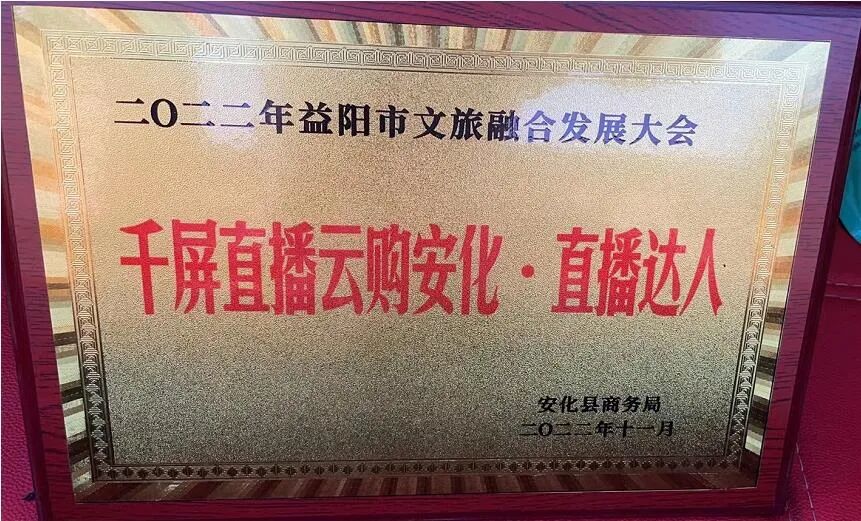 二〇二二年益阳市文旅融合发展大会
千屏直播云购安化·直播达人
安化县商务局
二〇二二年十一月